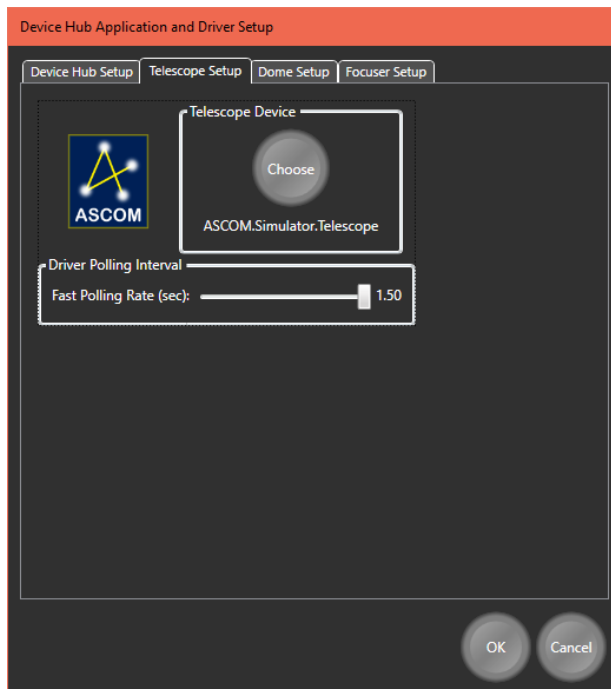 Device Hub Application and Driver Setup
Device Hub Setup Telescope Setup Dome Setup Focuser Setup
Telescope Device
Choose
ASCOM
ASCOM.Simulator.Telescope
Driver Polling Interval
Fast Polling Rate (sec): 1.50
OK Cancel